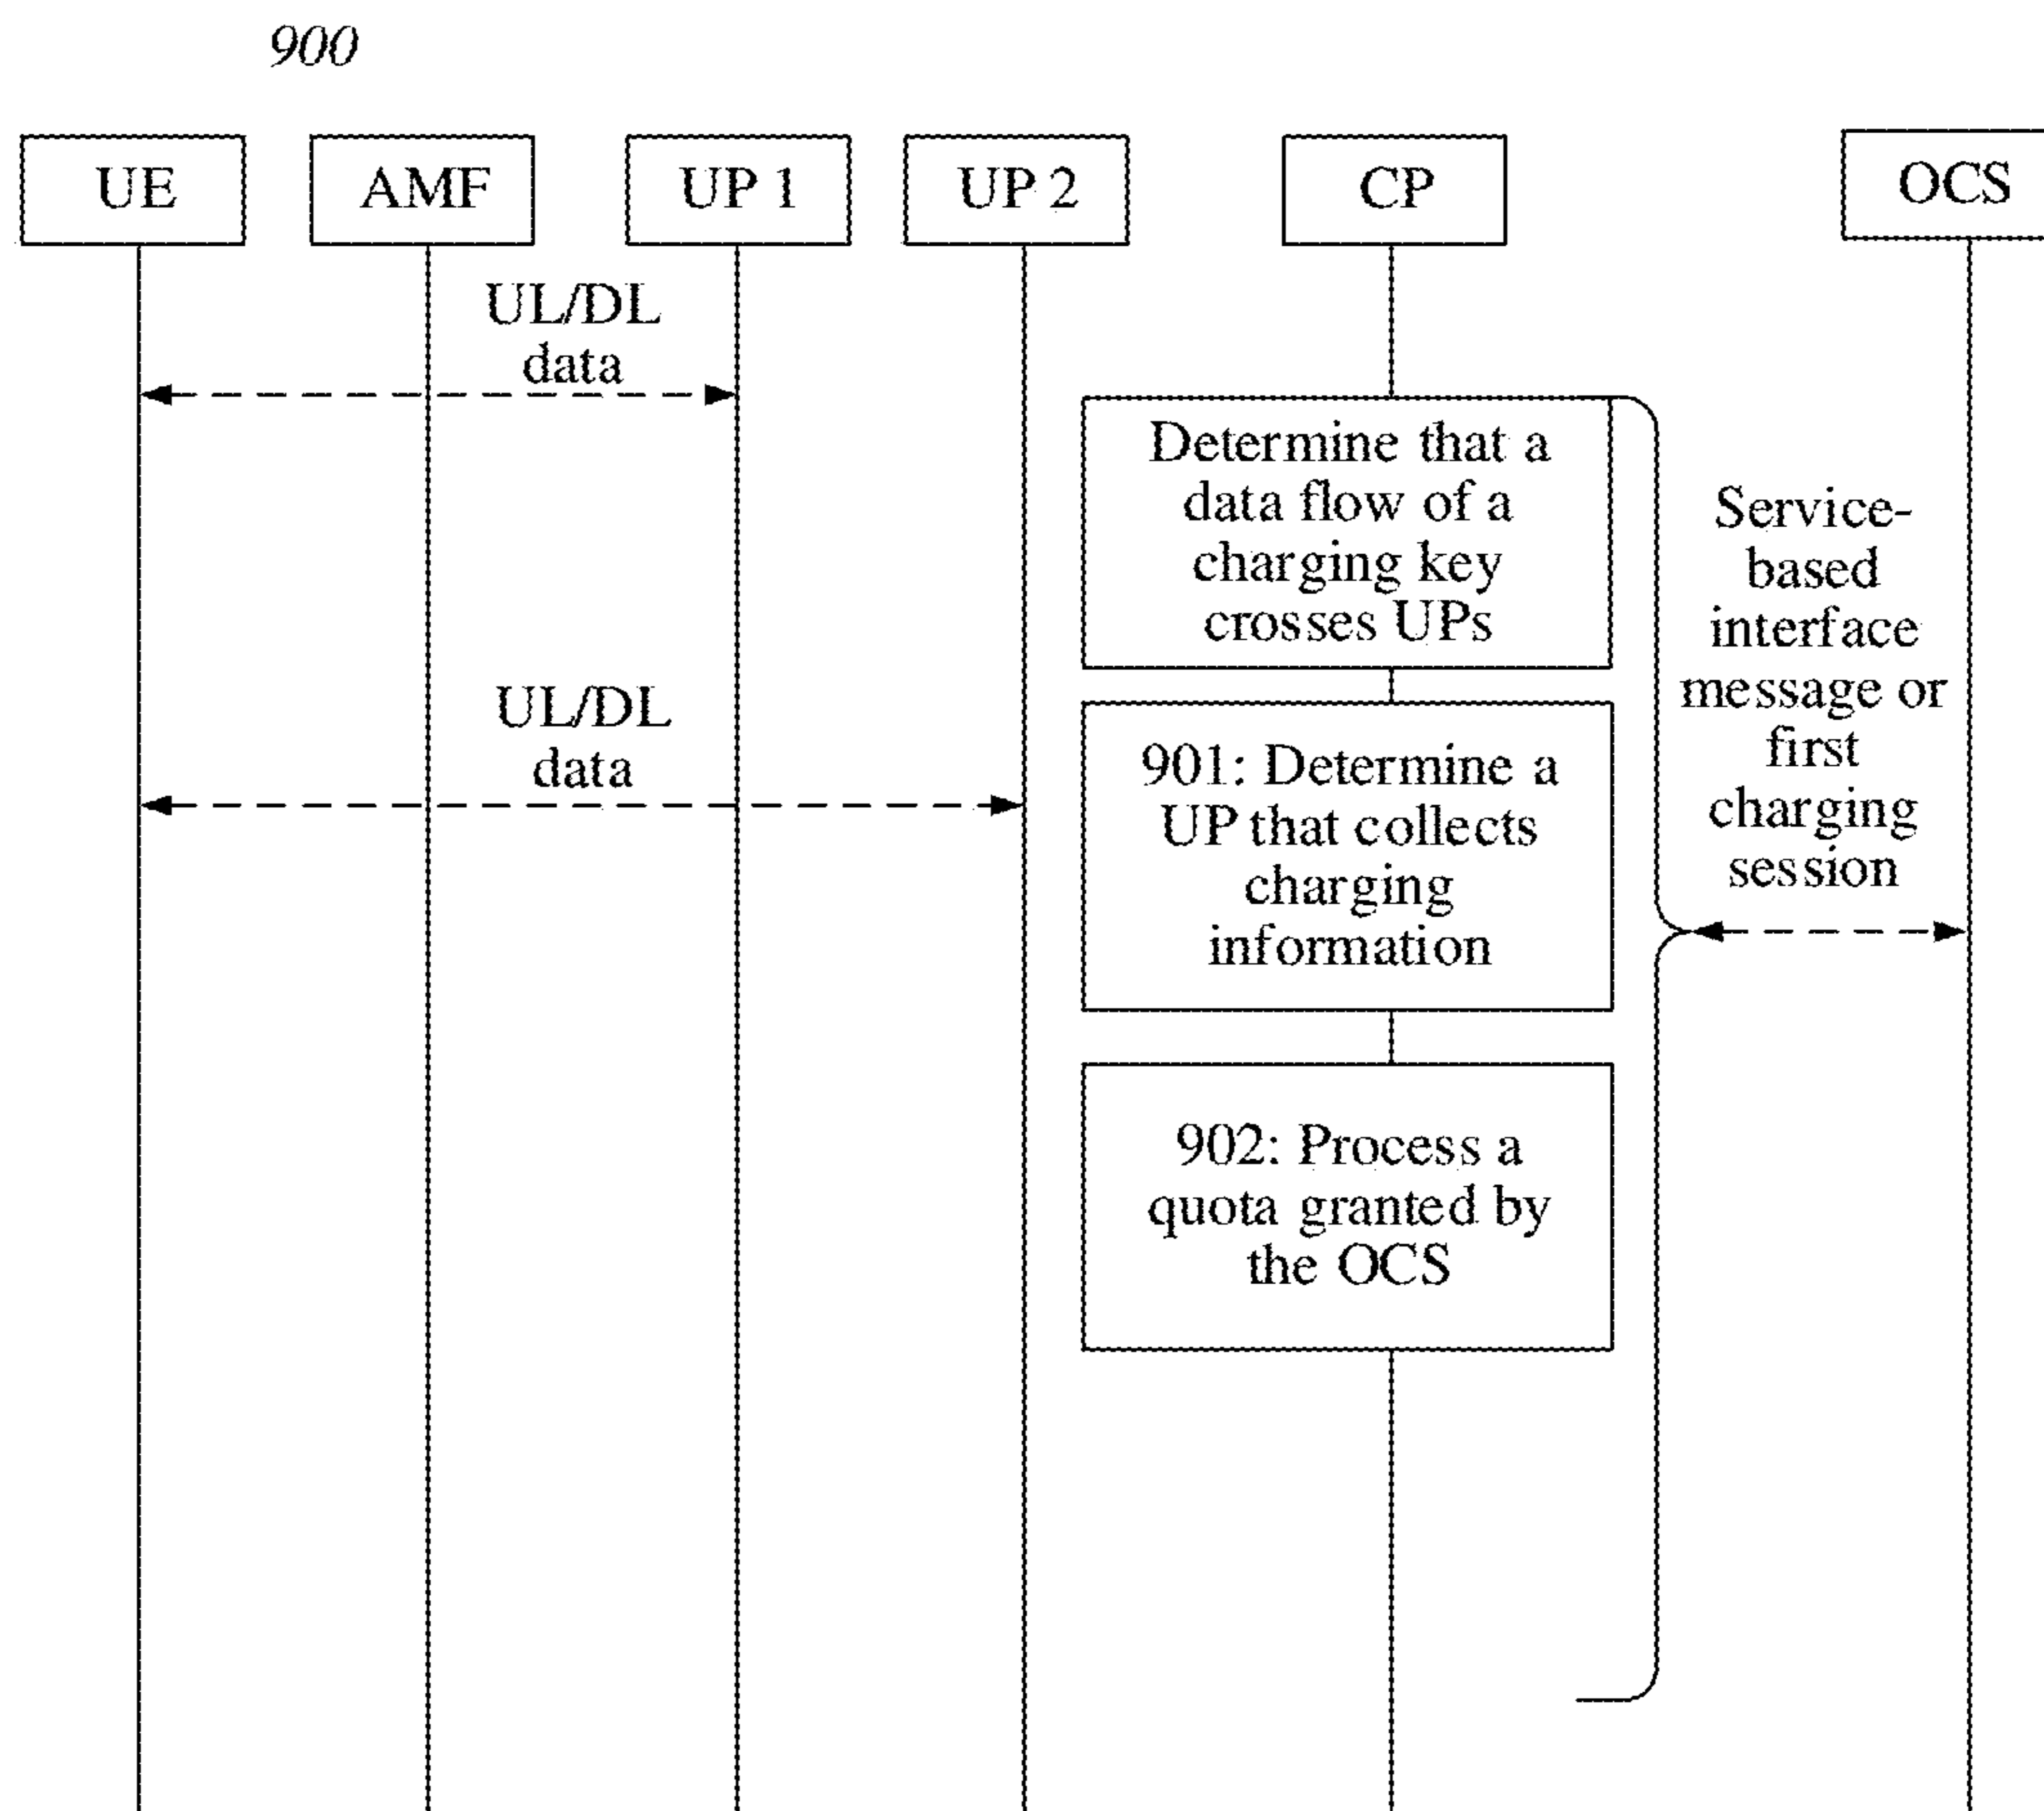 900
UE
AMF
UP 1
UP 2
CP
OCS
UL/DL
data
Determine that a
data flow of a
charging key
crosses UPs
Service-
based
interface
message or
first
charging
session
UL/DL
data
901: Determine a
UP that collects
charging
information
902: Process a
quota granted by
the OCS